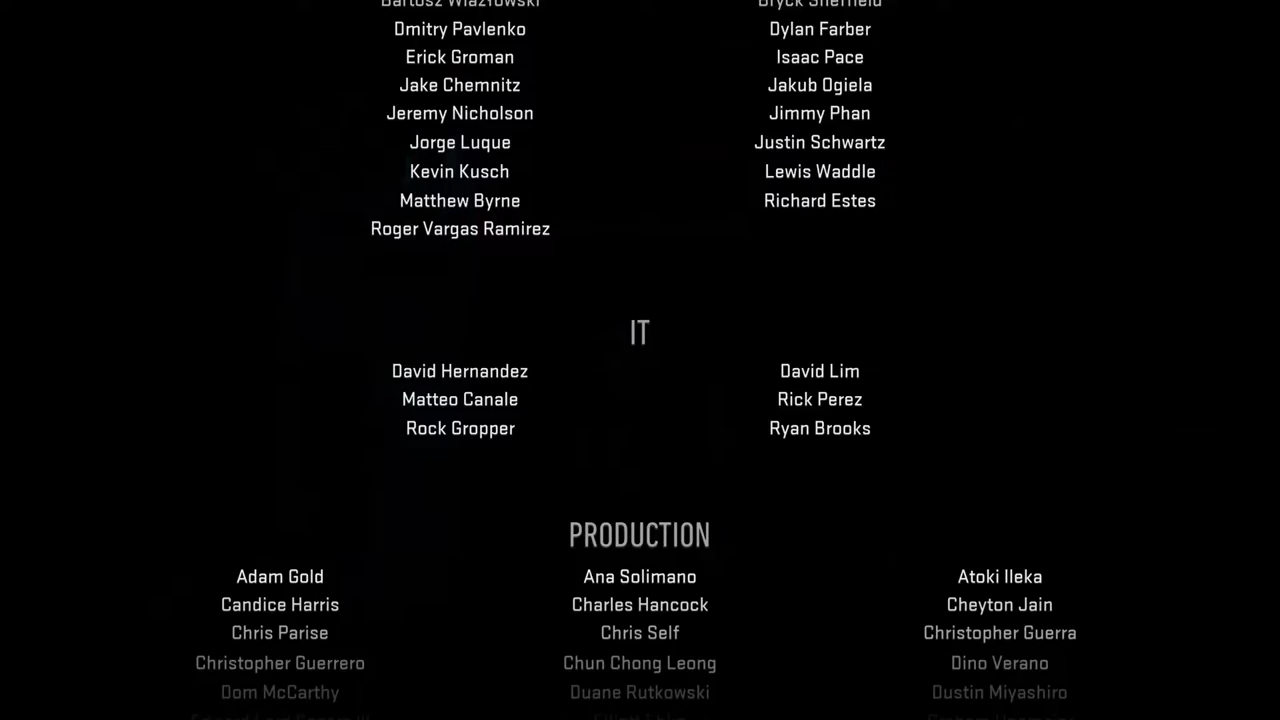 Bartosz Wiazłowski Bryck Sheffield
Dmitry Pavlenko Dylan Farber
Erick Groman Isaac Pace
Jake Chemnitz Jakub Ogiela
Jeremy Nicholson Jimmy Phan
Jorge Luque Justin Schwartz
Kevin Kusch Lewis Waddle
Matthew Byrne Richard Estes
Roger Vargas Ramirez
IT
David Hernandez David Lim
Matteo Canale Rick Perez
Rock Gropper Ryan Brooks
PRODUCTION
Adam Gold Ana Solimano Atoki Ileka
Candice Harris Charles Hancock Cheyton Jain
Chris Parise Chris Self Christopher Guerra
Christopher Guerrero Chun Chong Leong Dino Verano
Dom McCarthy Duane Rutkowski Dustin Miyashiro